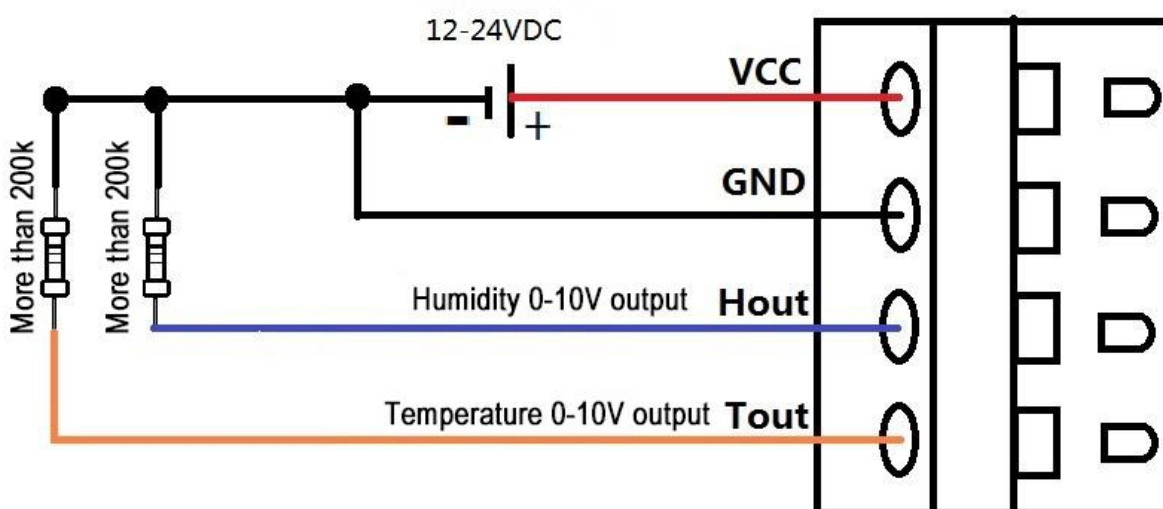 12-24VDC
VCC
- +
GND
More than 200k
More than 200k
Humidity 0-10V output Hout
Temperature 0-10V output Tout